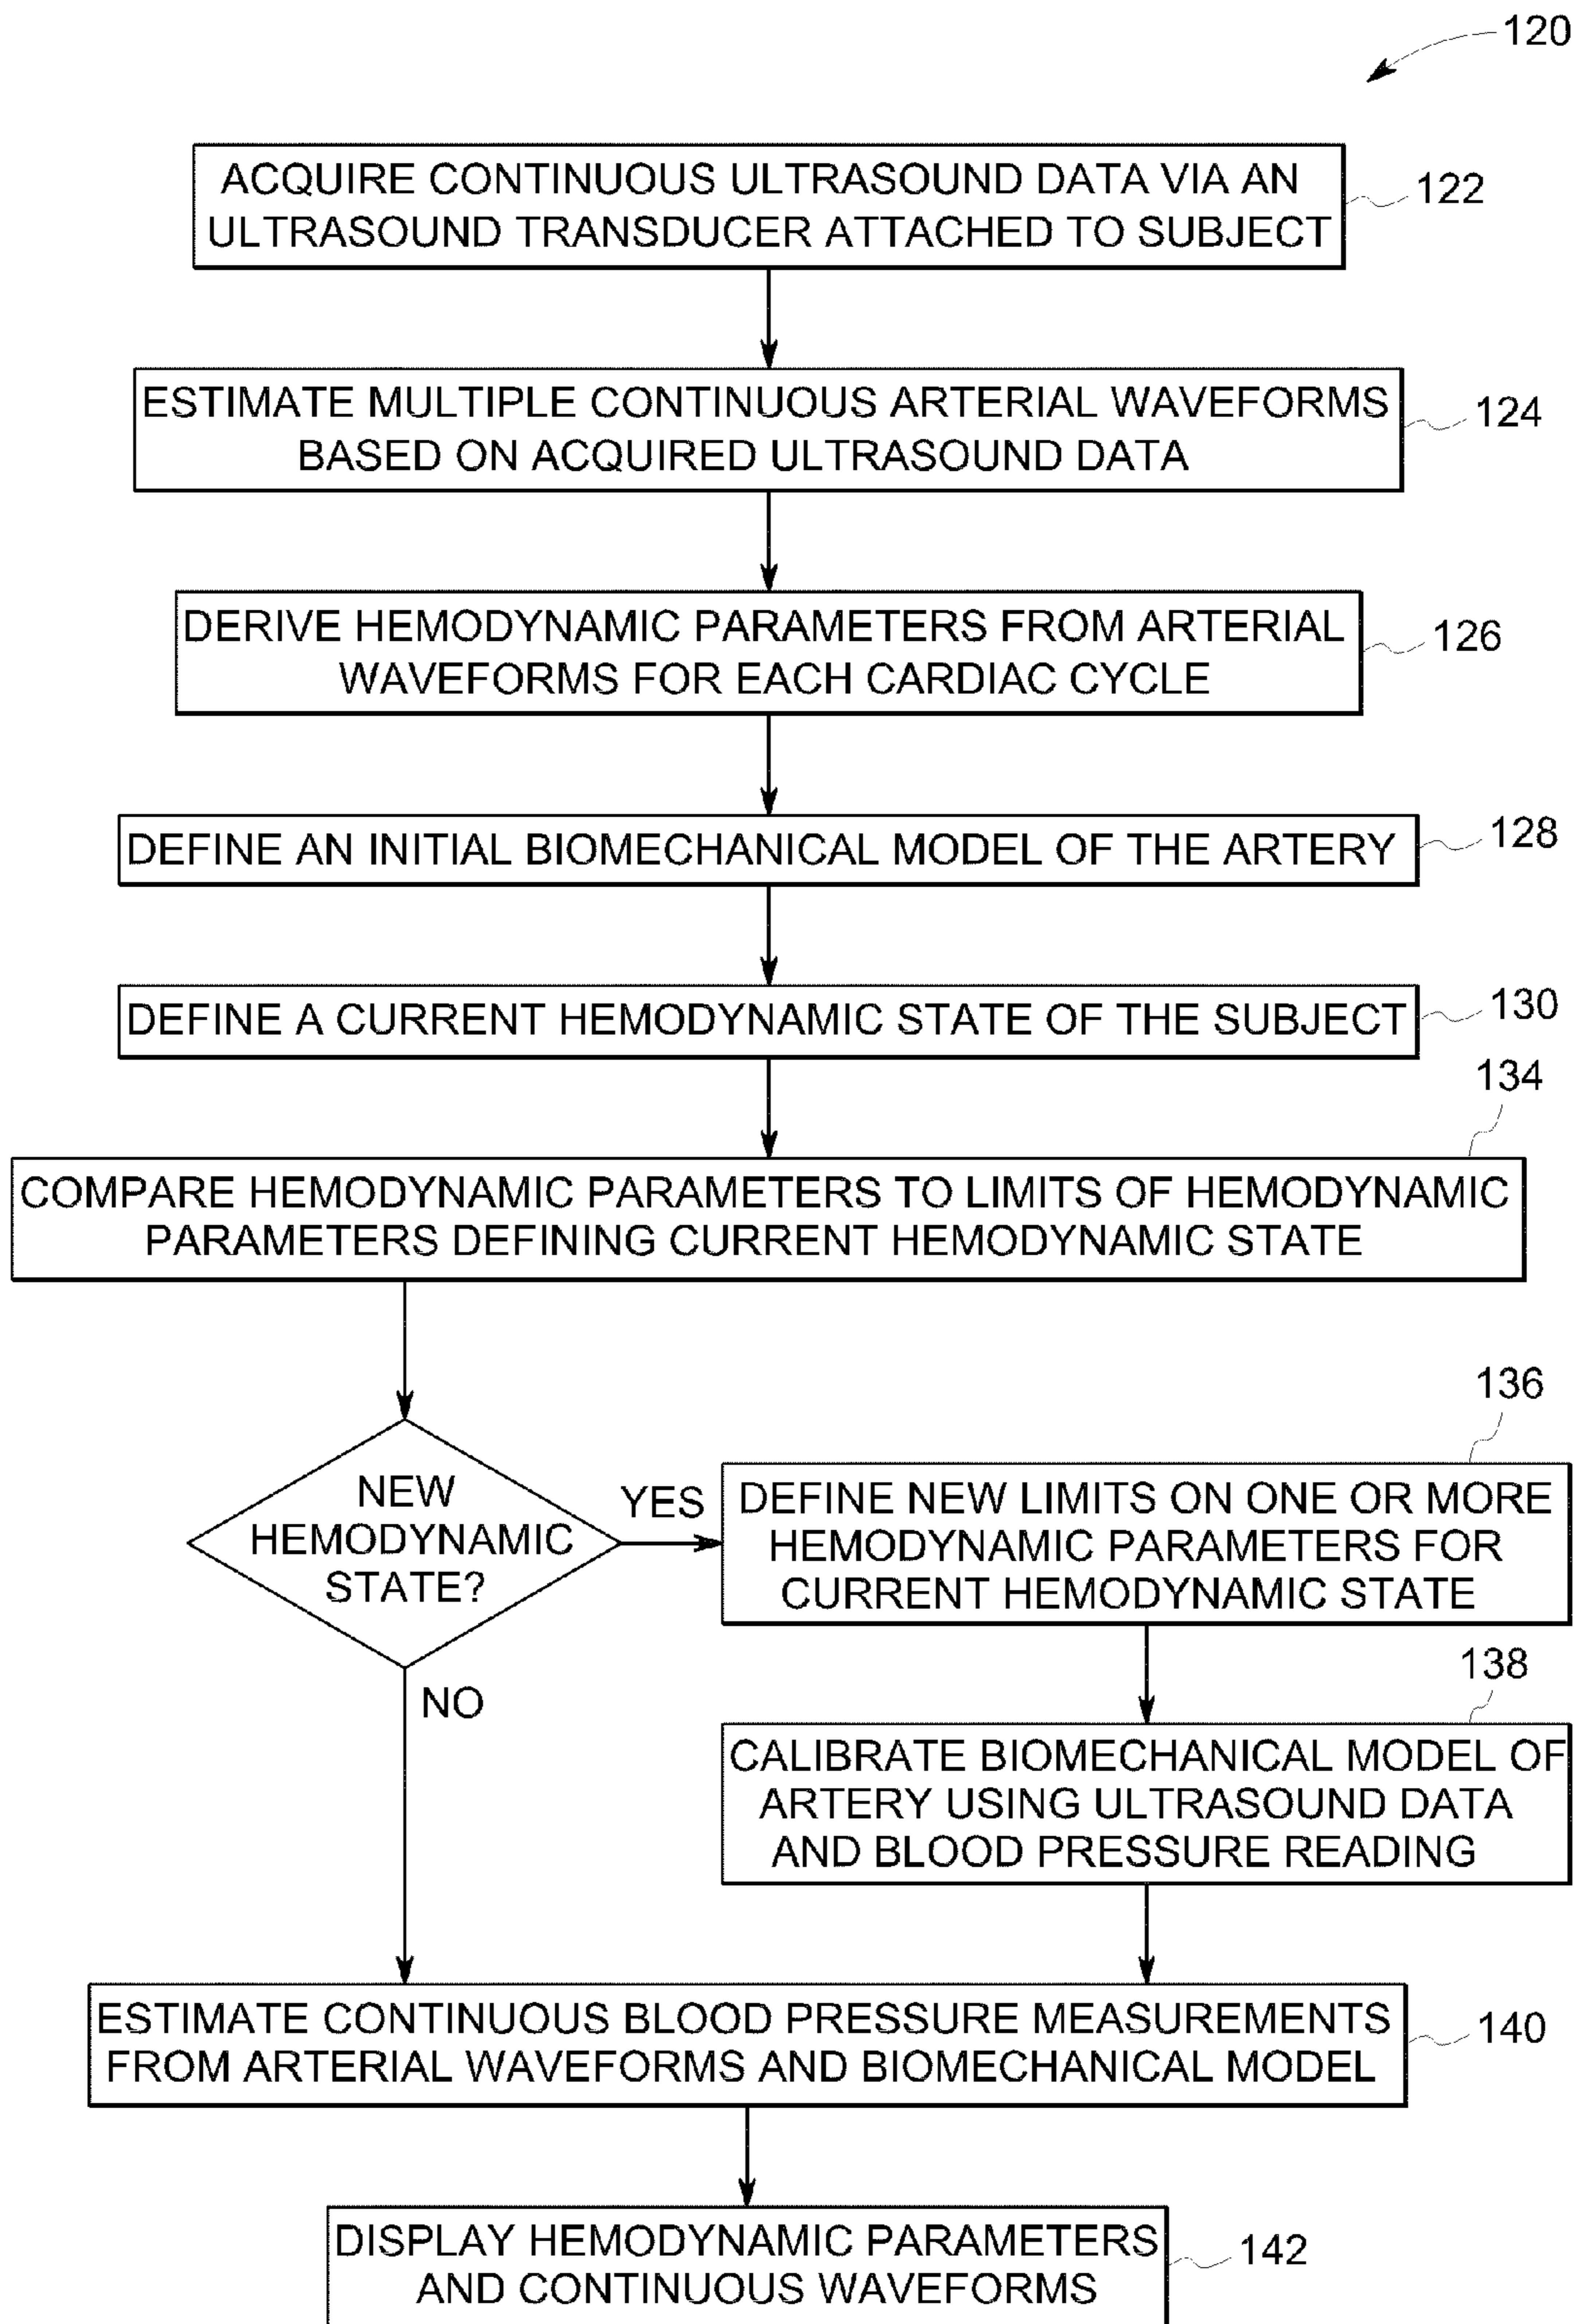 120
ACQUIRE CONTINUOUS ULTRASOUND DATA VIA AN
ULTRASOUND TRANSDUCER ATTACHED TO SUBJECT
122
ESTIMATE MULTIPLE CONTINUOUS ARTERIAL WAVEFORMS
BASED ON ACQUIRED ULTRASOUND DATA
124
DERIVE HEMODYNAMIC PARAMETERS FROM ARTERIAL
WAVEFORMS FOR EACH CARDIAC CYCLE
126
DEFINE AN INITIAL BIOMECHANICAL MODEL OF THE ARTERY
128
DEFINE A CURRENT HEMODYNAMIC STATE OF THE SUBJECT
130
134
COMPARE HEMODYNAMIC PARAMETERS TO LIMITS OF HEMODYNAMIC
PARAMETERS DEFINING CURRENT HEMODYNAMIC STATE
NEW
HEMODYNAMIC
STATE?
YES
136
DEFINE NEW LIMITS ON ONE OR MORE
HEMODYNAMIC PARAMETERS FOR
CURRENT HEMODYNAMIC STATE
NO
138
CALIBRATE BIOMECHANICAL MODEL OF
ARTERY USING ULTRASOUND DATA
AND BLOOD PRESSURE READING
ESTIMATE CONTINUOUS BLOOD PRESSURE MEASUREMENTS
FROM ARTERIAL WAVEFORMS AND BIOMECHANICAL MODEL
140
DISPLAY HEMODYNAMIC PARAMETERS
AND CONTINUOUS WAVEFORMS
142